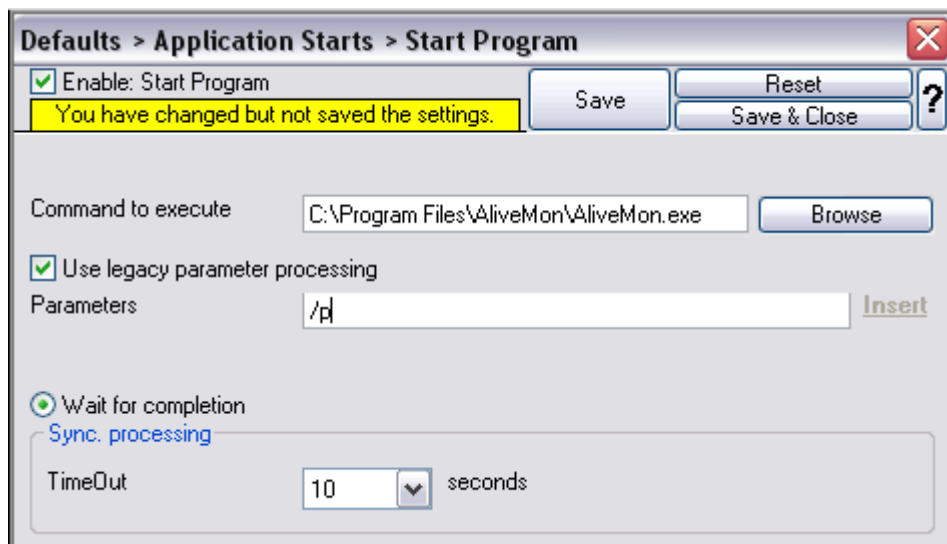 Defaults > Application Starts > Start Program
Enable: Start Program
You have changed but not saved the settings.
Save
Reset
Save & Close
?
Command to execute
C:\Program Files\AliveMon\AliveMon.exe
Browse
Use legacy parameter processing
Parameters
/p
Insert
Wait for completion
Sync. processing
TimeOut
10
seconds